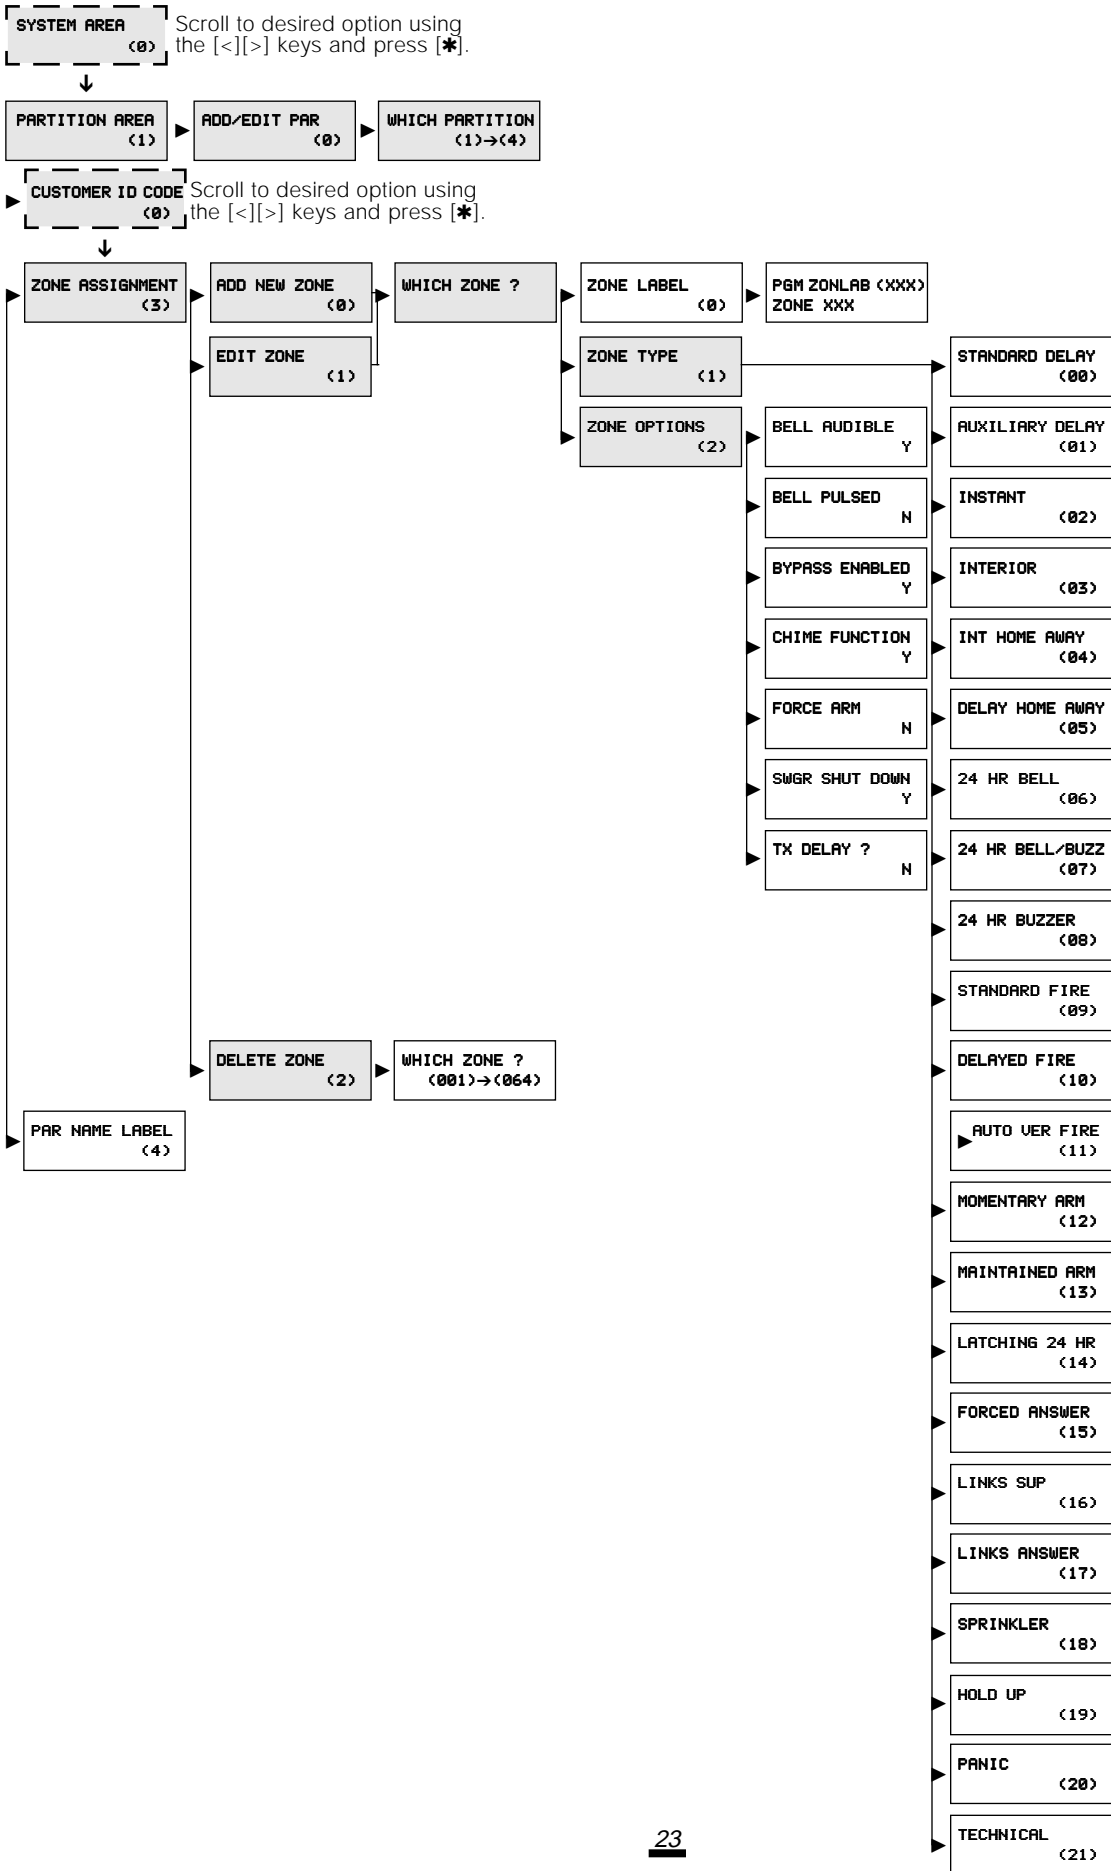 SYSTEM AREA
(0)
Scroll to desired option using
the [<][>] keys and press [✱].
PARTITION AREA
(1)
ADD/EDIT PAR
(0)
WHICH PARTITION
(1)→(4)
CUSTOMER ID CODE
(0)
Scroll to desired option using
the [<][>] keys and press [✱].
ZONE ASSIGNMENT
(3)
ADD NEW ZONE
(0)
WHICH ZONE ?
ZONE LABEL
(0)
PGM ZONLAB (XXX)
ZONE XXX
EDIT ZONE
(1)
ZONE TYPE
(1)
STANDARD DELAY
(00)
ZONE OPTIONS
(2)
BELL AUDIBLE
Y
AUXILIARY DELAY
(01)
BELL PULSED
N
INSTANT
(02)
BYPASS ENABLED
Y
INTERIOR
(03)
CHIME FUNCTION
Y
INT HOME AWAY
(04)
FORCE ARM
N
DELAY HOME AWAY
(05)
SWGR SHUT DOWN
Y
24 HR BELL
(06)
TX DELAY ?
N
24 HR BELL/BUZZ
(07)
24 HR BUZZER
(08)
STANDARD FIRE
(09)
DELETE ZONE
(2)
WHICH ZONE ?
(001)→(064)
DELAYED FIRE
(10)
PAR NAME LABEL
(4)
AUTO VER FIRE
(11)
MOMENTARY ARM
(12)
MAINTAINED ARM
(13)
LATCHING 24 HR
(14)
FORCED ANSWER
(15)
LINKS SUP
(16)
LINKS ANSWER
(17)
SPRINKLER
(18)
HOLD UP
(19)
PANIC
(20)
TECHNICAL
(21)
23